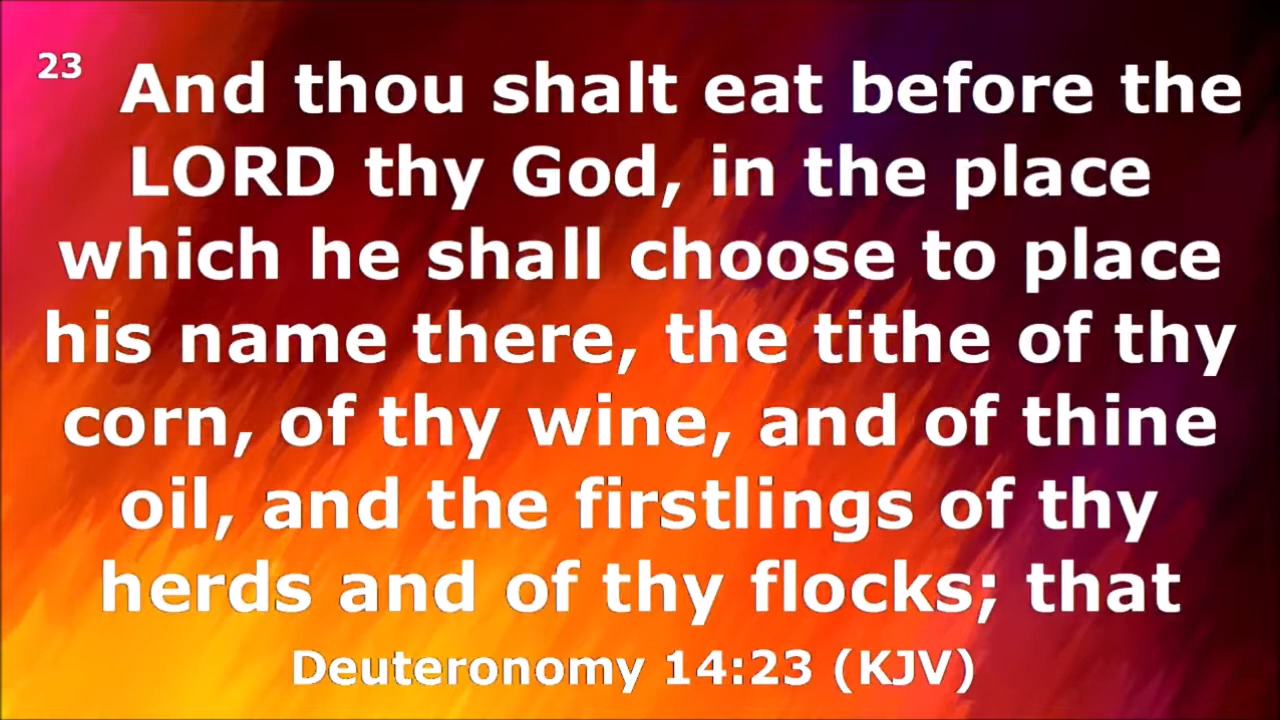 23 And thou shalt eat before the
LORD thy God, in the place
which he shall choose to place
his name there, the tithe of thy
corn, of thy wine, and of thine
oil, and the firstlings of thy
herds and of thy flocks; that
Deuteronomy 14:23 (KJV)